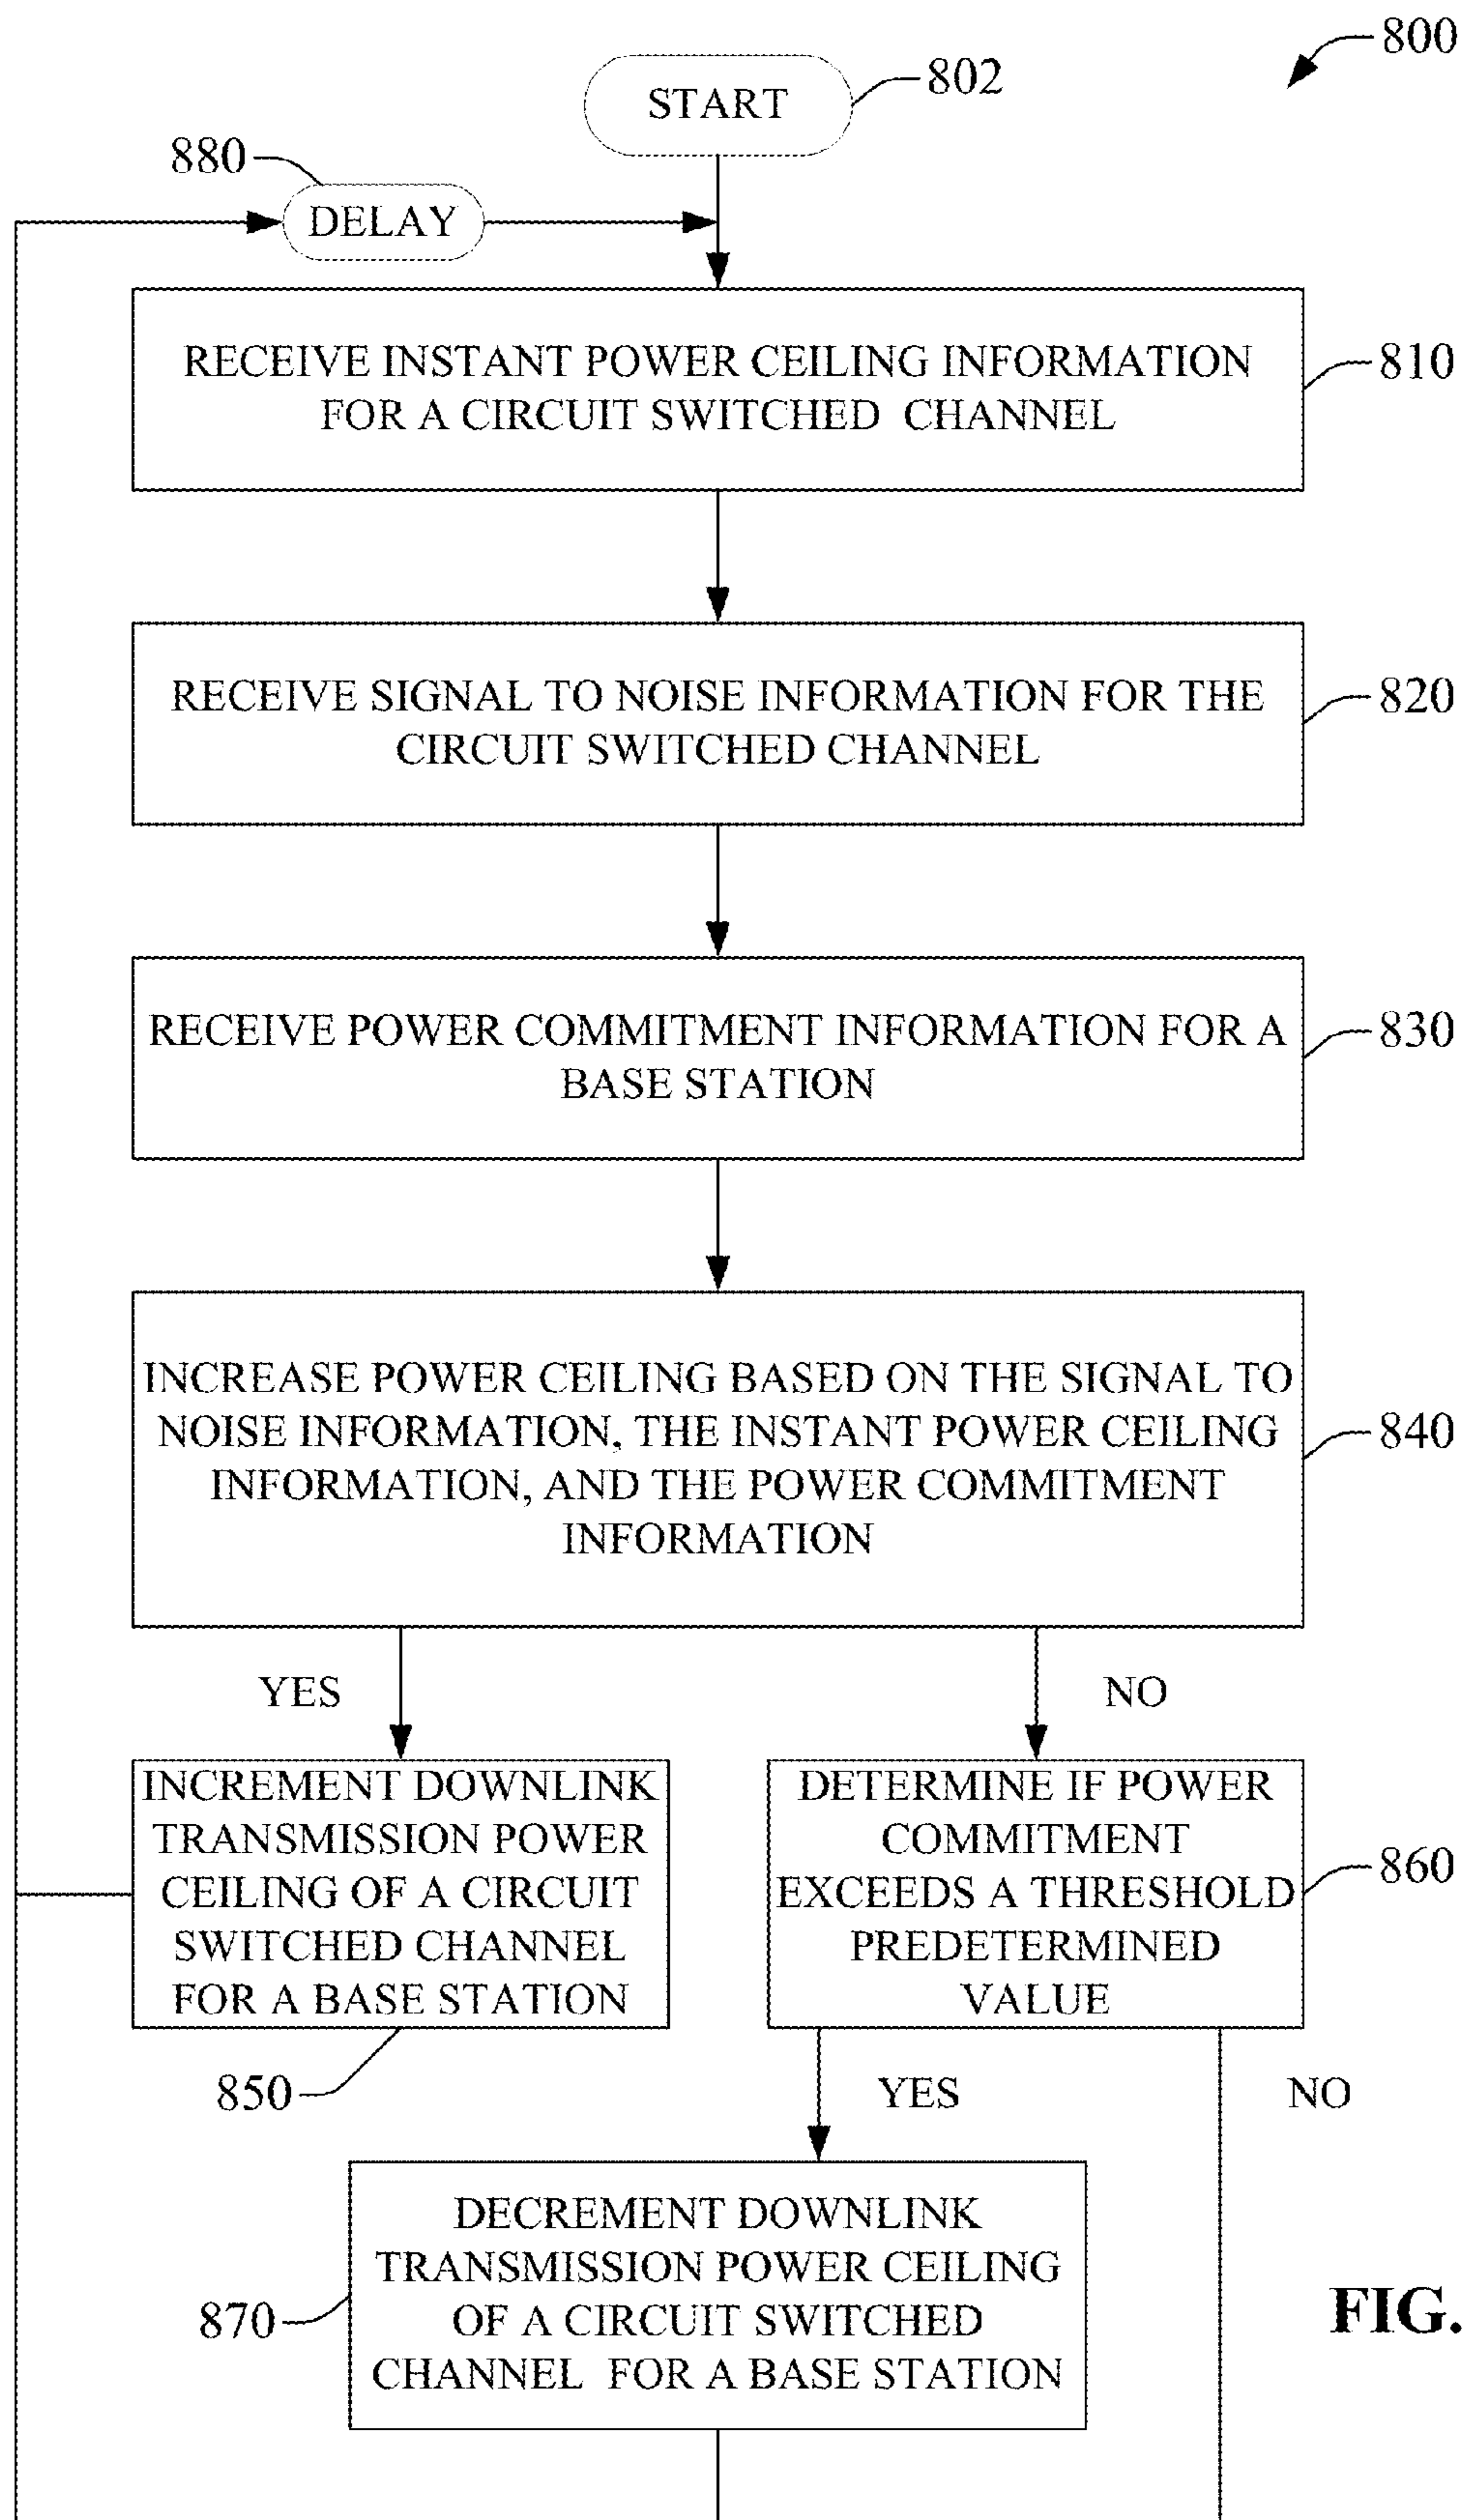 800
START
802
880
DELAY
RECEIVE INSTANT POWER CEILING INFORMATION
FOR A CIRCUIT SWITCHED CHANNEL
810
RECEIVE SIGNAL TO NOISE INFORMATION FOR THE
CIRCUIT SWITCHED CHANNEL
820
RECEIVE POWER COMMITMENT INFORMATION FOR A
BASE STATION
830
INCREASE POWER CEILING BASED ON THE SIGNAL TO
NOISE INFORMATION, THE INSTANT POWER CEILING
INFORMATION, AND THE POWER COMMITMENT
INFORMATION
840
YES
NO
INCREMENT DOWNLINK
TRANSMISSION POWER
CEILING OF A CIRCUIT
SWITCHED CHANNEL
FOR A BASE STATION
850
DETERMINE IF POWER
COMMITMENT
EXCEEDS A THRESHOLD
PREDETERMINED
VALUE
860
YES
NO
DECREMENT DOWNLINK
TRANSMISSION POWER CEILING
OF A CIRCUIT SWITCHED
CHANNEL FOR A BASE STATION
870
FIG.